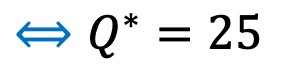 ⇔ Q* = 25